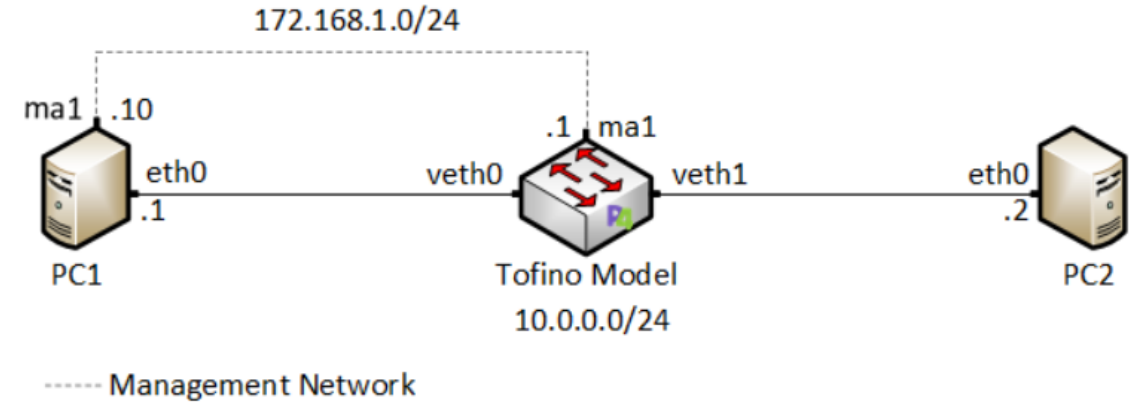 172.168.1.0/24
ma1 .10
.1 ma1
eth0 veth0 veth1 eth0
.1 .2
P4
PC1 Tofino Model PC2
10.0.0.0/24
Management Network